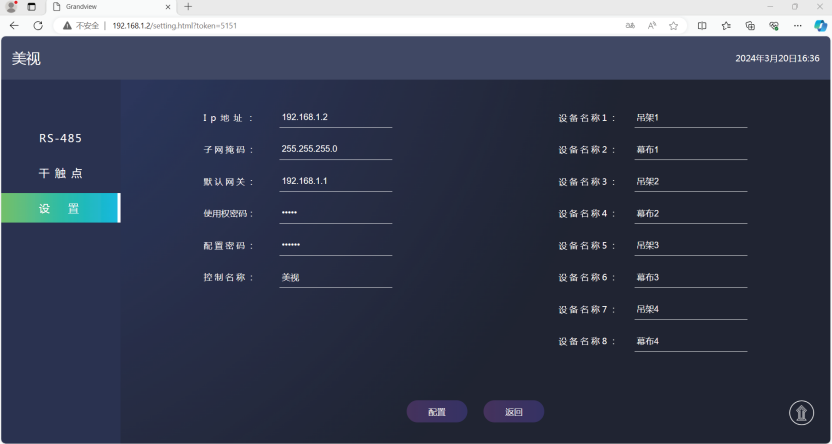 Grandview
不安全 | 192.168.1.2/setting.html?token=5151
美视
2024年3月20日16:36
RS-485
干触点
设 置
Ip地址： 192.168.1.2
子网掩码： 255.255.255.0
默认网关： 192.168.1.1
使用权密码： •••••
配置密码： ••••••
控制名称： 美视
设备名称1： 吊架1
设备名称2： 幕布1
设备名称3： 吊架2
设备名称4： 幕布2
设备名称5： 吊架3
设备名称6： 幕布3
设备名称7： 吊架4
设备名称8： 幕布4
配置
返回